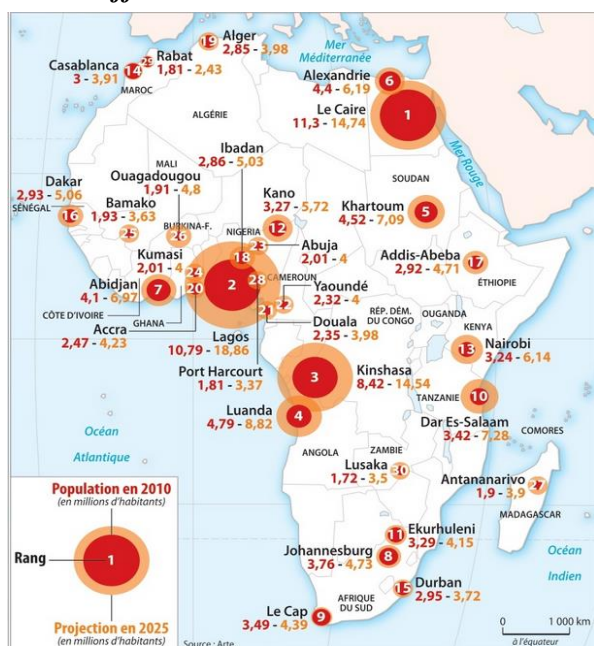 Alger
2,85 - 3,98
19
Mer
Méditerranée
Rabat
1,81 - 2,43
29
Casablanca
3 - 3,91
14
MAROC
Alexandrie
4,4 - 6,19
6
Le Caire
11,3 - 14,74
1
ALGÉRIE
Mer Rouge
Ibadan
2,86 - 5,03
MALI
Ouagadougou
1,91 - 4,8
SOUDAN
Dakar
2,93 - 5,06
SÉNÉGAL
16
Bamako
1,93 - 3,63
25
BURKINA-F.
26
Kano
3,27 - 5,72
12
Khartoum
4,52 - 7,09
5
NIGERIA
23
Abuja
2,01 - 4
Kumasi
2,01 - 4
24
18
Addis-Abeba
2,92 - 4,71
17
ÉTHIOPIE
CAMEROUN
Abidjan
4,1 - 6,97
7
20
2
28
Yaoundé
2,32 - 4
22
21
CÔTE D'IVOIRE
GHANA
Accra
2,47 - 4,23
Lagos
10,79 - 18,86
Douala
2,35 - 3,98
RÉP. DÉM.
DU CONGO
OUGANDA
KENYA
Nairobi
3,24 - 6,14
13
Port Harcourt
1,81 - 3,37
3
Kinshasa
8,42 - 14,54
Luanda
4,79 - 8,82
4
TANZANIE
10
Dar Es-Salaam
3,42 - 7,28
Océan
Atlantique
COMORES
ANGOLA
ZAMBIE
Lusaka
1,72 - 3,5
30
Antananarivo
1,9 - 3,9
27
MADAGASCAR
Population en 2010
(en millions d'habitants)
Rang
1
Projection en 2025
(en millions d'habitants)
Ekurhuleni
3,29 - 4,15
11
Johannesburg
3,76 - 4,73
8
Océan
Indien
Durban
2,95 - 3,72
15
AFRIQUE
DU SUD
Le Cap
3,49 - 4,39
9
0 1 000 km
à l'équateur
Source : Arte